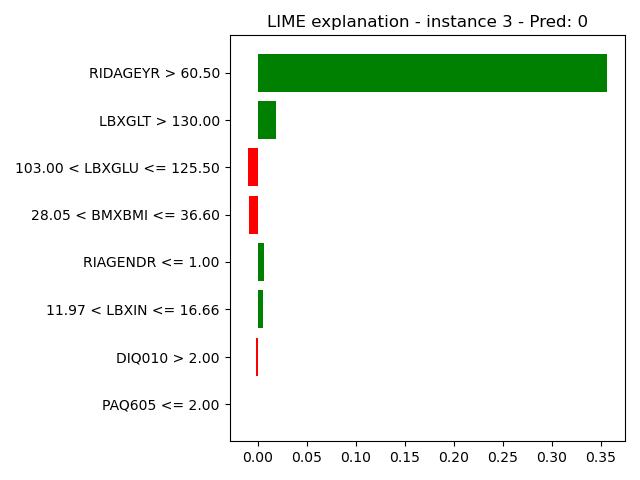 LIME explanation - instance 3 - Pred: 0
RIDAGEYR > 60.50
LBXGLT > 130.00
103.00 < LBXGLU <= 125.50
28.05 < BMXBMI <= 36.60
RIAGENDR <= 1.00
11.97 < LBXIN <= 16.66
DIQ010 > 2.00
PAQ605 <= 2.00
0.00 0.05 0.10 0.15 0.20 0.25 0.30 0.35